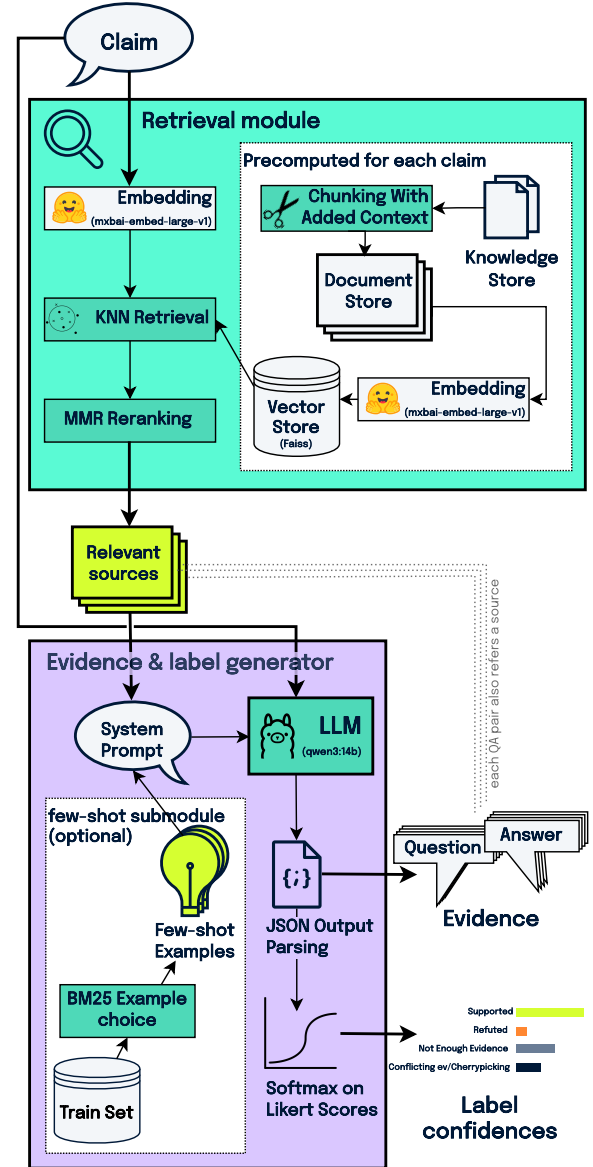 Claim
Retrieval module
Precomputed for each claim
Embedding
(mxbai-embed-large-v1)
Chunking With
Added Context
Knowledge
Store
Document
Store
KNN Retrieval
Embedding
(mxbai-embed-large-v1)
Vector
Store
(Faiss)
MMR Reranking
Relevant
sources
each QA pair also refers a source
Evidence & label generator
System
Prompt
LLM
(qwen3:14b)
few-shot submodule
(optional)
Few-shot
Examples
BM25 Example
choice
Train Set
{;}
JSON Output
Parsing
Question
Answer
Evidence
Softmax on
Likert Scores
Supported
Refuted
Not Enough Evidence
Conflicting ev/Cherrypicking
Label
confidences